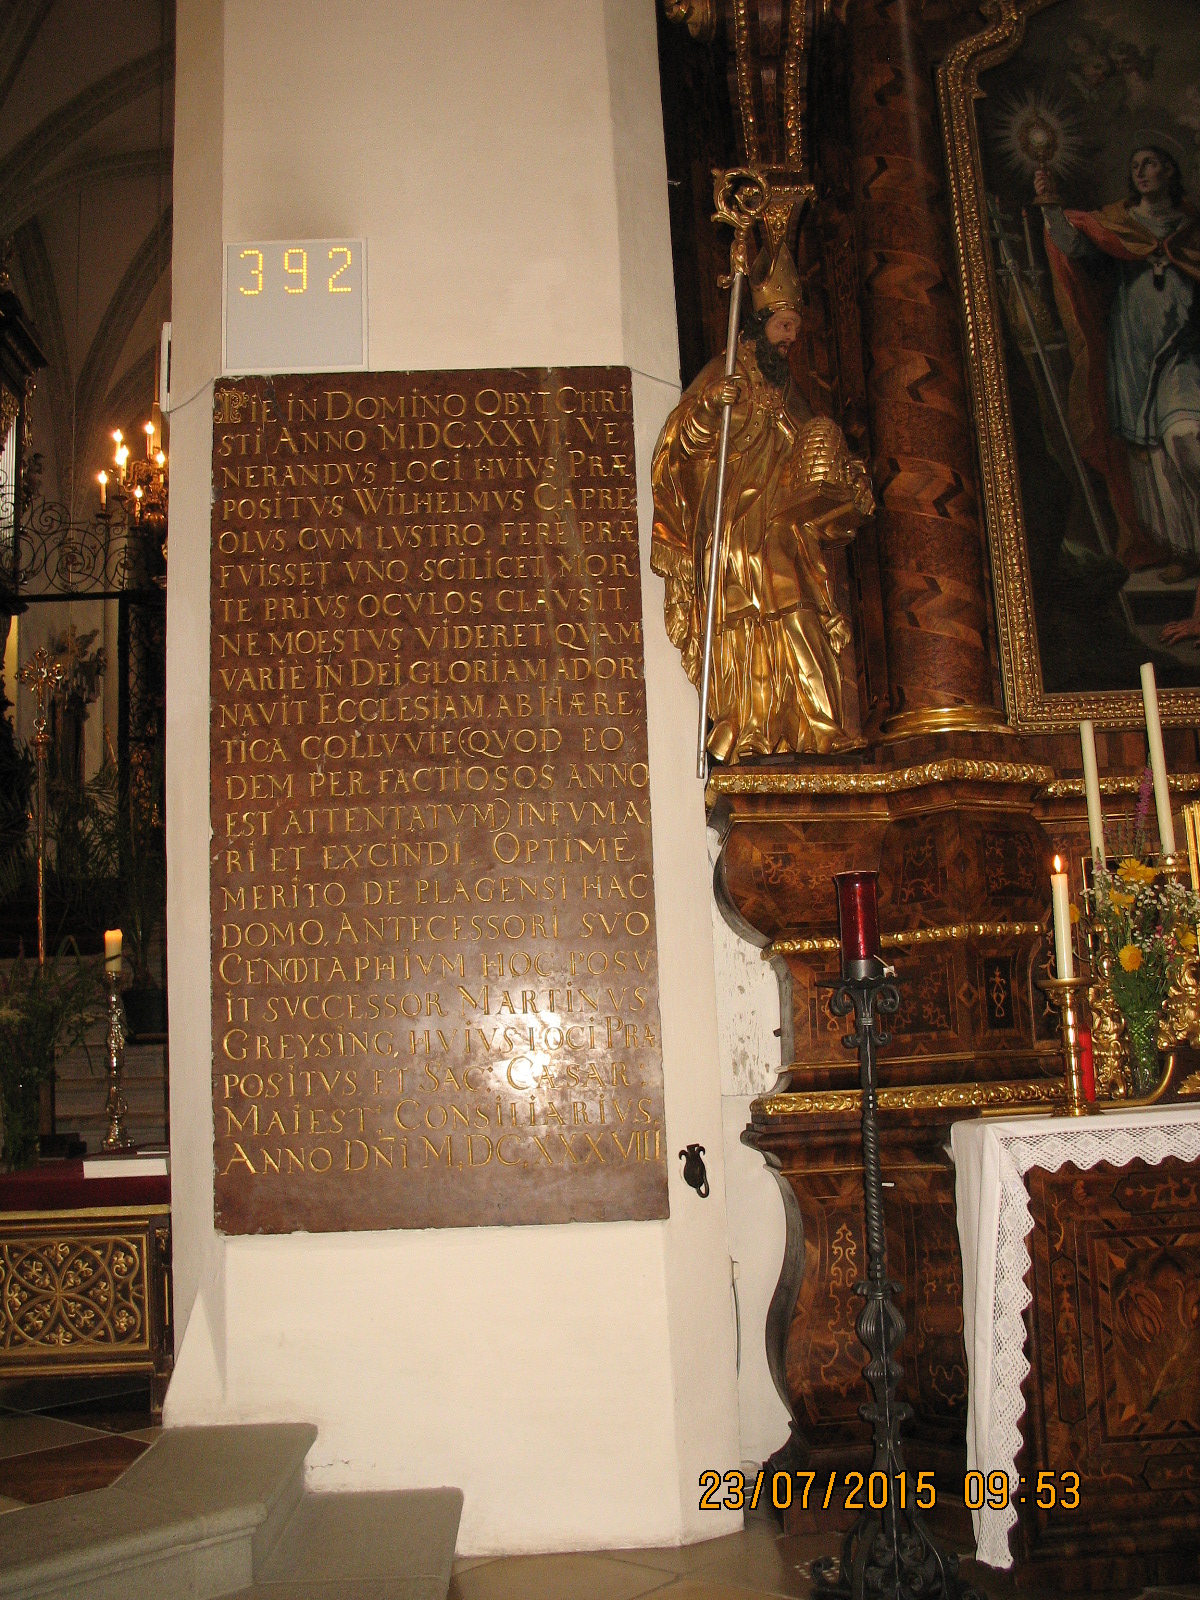 392
PIE IN DOMINO OBYT CHRI
STI ANNO M.DC.XXVI. VE,
NERANDVS LOCI HVIVS PRÆ
POSITVS WILHELMVS CAPRE,
OLVS, CVM LVSTRO FERE PRÆ
FVISSET, VNO SCILICET MOR
TE PRIVS OCVLOS CLAVSIT,
NE MOESTVS VIDERET, QVAM
VARIE IN DEI GLORIAM ADOR
NAVIT ECCLESIAM, AB HÆRE,
TICA COLLVVIE (QVOD EO,
DEM PER FACTIOSOS ANNO
EST ATTENTATVM) INFVMA,
RI ET EXCINDI. OPTIMÈ
MERITO DE PLAGENSI HAC
DOMO, ANTECESSORI SVO
CENOTAPHIVM HOC POSV
IT SVCCESSOR MARTINVS
GREYSING, HVIVS LOCI PRÆ
POSITVS ET SAC: CÆSAR:
MAIEST: CONSILIARIVS.
ANNO DÑI M,DC,XXXVIII
23/07/2015 09:53